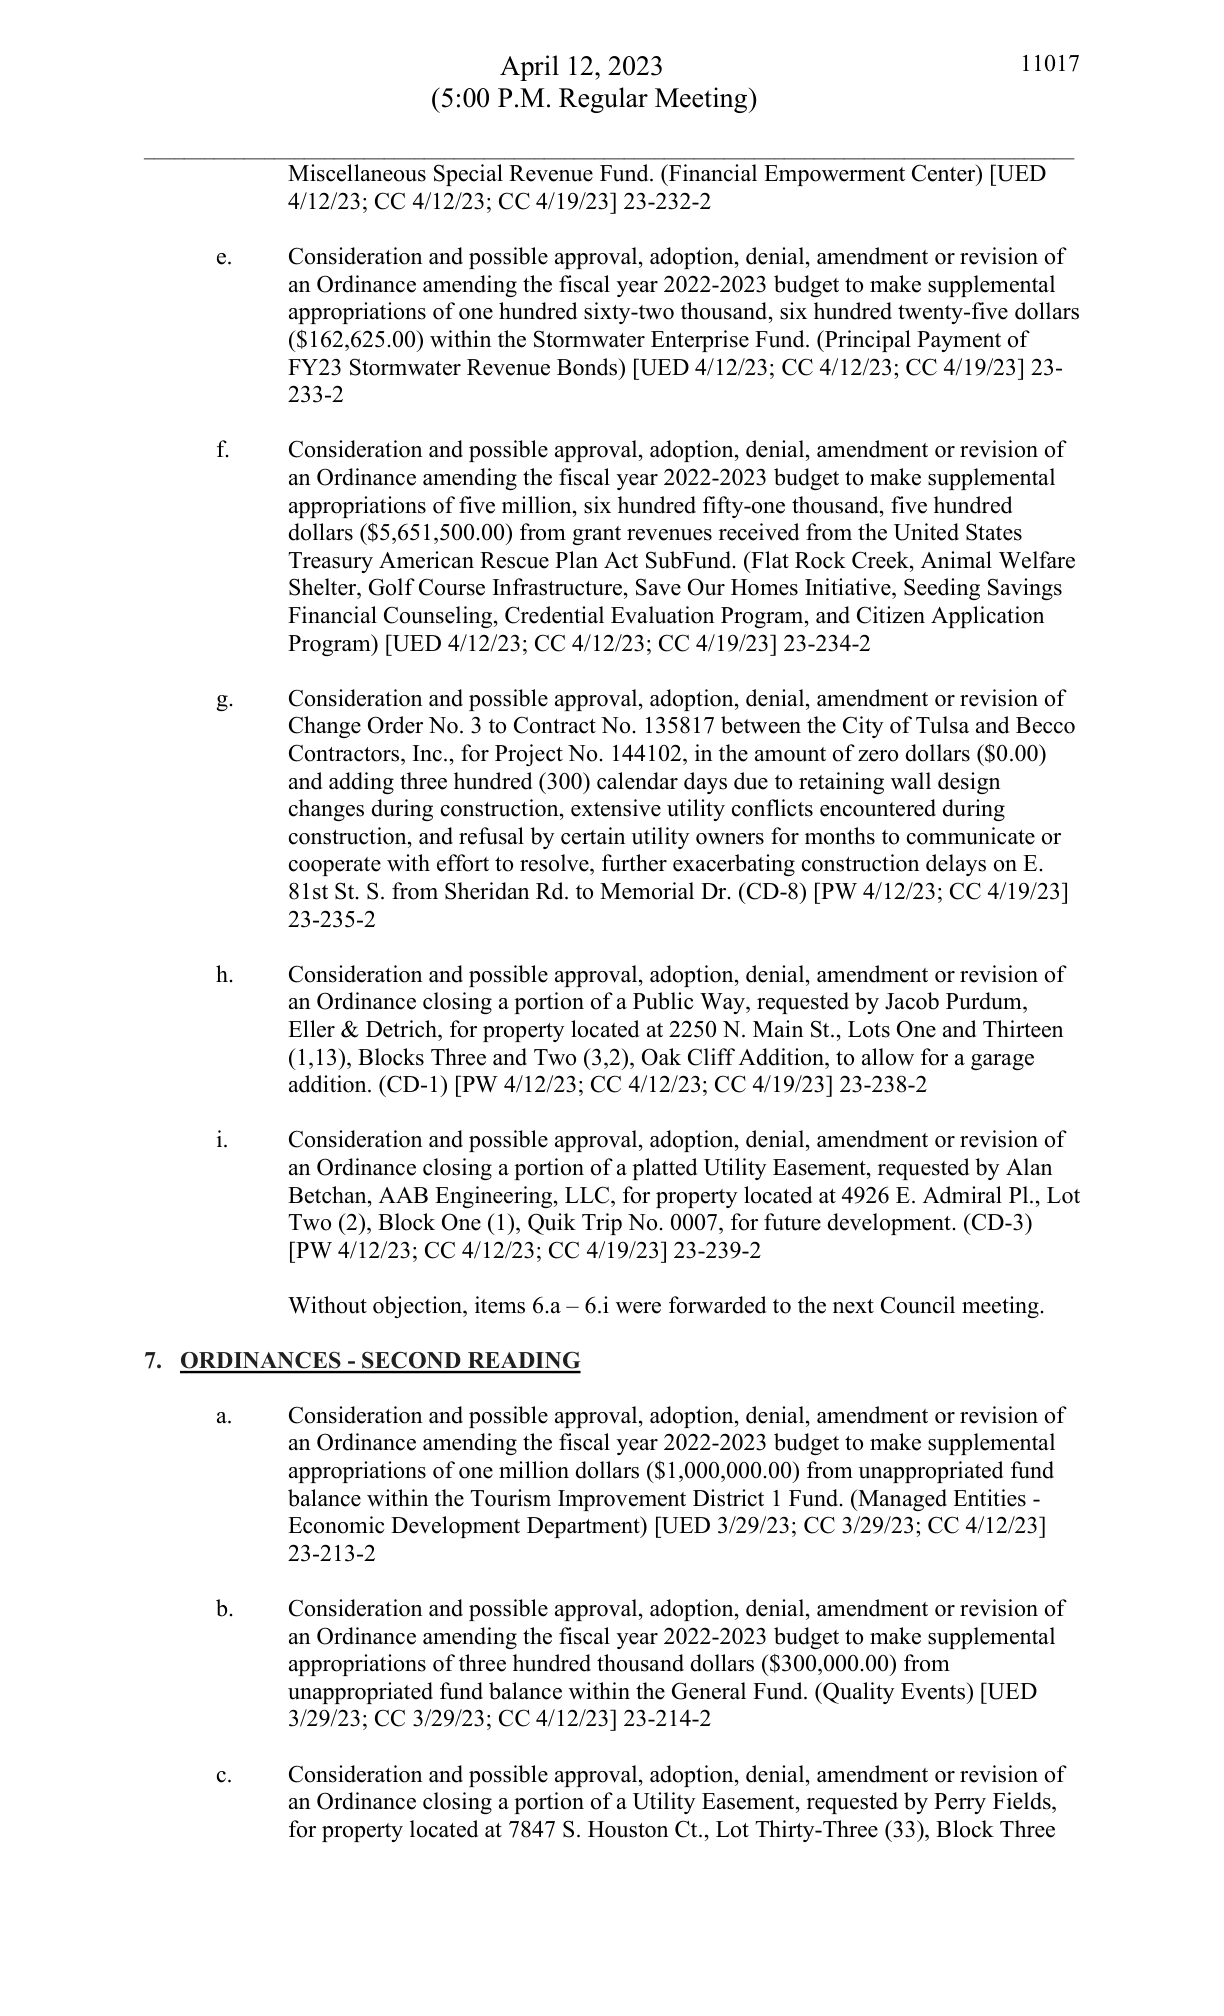 April 12, 2023
11017
(5:00 P.M. Regular Meeting)
Miscellaneous Special Revenue Fund. (Financial Empowerment Center) [UED
4/12/23; CC 4/12/23; CC 4/19/23] 23-232-2
e. Consideration and possible approval, adoption, denial, amendment or revision of
an Ordinance amending the fiscal year 2022-2023 budget to make supplemental
appropriations of one hundred sixty-two thousand, six hundred twenty-five dollars
($162,625.00) within the Stormwater Enterprise Fund. (Principal Payment of
FY23 Stormwater Revenue Bonds) [UED 4/12/23; CC 4/12/23; CC 4/19/23] 23-
233-2
f. Consideration and possible approval, adoption, denial, amendment or revision of
an Ordinance amending the fiscal year 2022-2023 budget to make supplemental
appropriations of five million, six hundred fifty-one thousand, five hundred
dollars ($5,651,500.00) from grant revenues received from the United States
Treasury American Rescue Plan Act SubFund. (Flat Rock Creek, Animal Welfare
Shelter, Golf Course Infrastructure, Save Our Homes Initiative, Seeding Savings
Financial Counseling, Credential Evaluation Program, and Citizen Application
Program) [UED 4/12/23; CC 4/12/23; CC 4/19/23] 23-234-2
g. Consideration and possible approval, adoption, denial, amendment or revision of
Change Order No. 3 to Contract No. 135817 between the City of Tulsa and Becco
Contractors, Inc., for Project No. 144102, in the amount of zero dollars ($0.00)
and adding three hundred (300) calendar days due to retaining wall design
changes during construction, extensive utility conflicts encountered during
construction, and refusal by certain utility owners for months to communicate or
cooperate with effort to resolve, further exacerbating construction delays on E.
81st St. S. from Sheridan Rd. to Memorial Dr. (CD-8) [PW 4/12/23; CC 4/19/23]
23-235-2
h. Consideration and possible approval, adoption, denial, amendment or revision of
an Ordinance closing a portion of a Public Way, requested by Jacob Purdum,
Eller & Detrich, for property located at 2250 N. Main St., Lots One and Thirteen
(1,13), Blocks Three and Two (3,2), Oak Cliff Addition, to allow for a garage
addition. (CD-1) [PW 4/12/23; CC 4/12/23; CC 4/19/23] 23-238-2
i. Consideration and possible approval, adoption, denial, amendment or revision of
an Ordinance closing a portion of a platted Utility Easement, requested by Alan
Betchan, AAB Engineering, LLC, for property located at 4926 E. Admiral Pl., Lot
Two (2), Block One (1), Quik Trip No. 0007, for future development. (CD-3)
[PW 4/12/23; CC 4/12/23; CC 4/19/23] 23-239-2
Without objection, items 6.a – 6.i were forwarded to the next Council meeting.
7. ORDINANCES - SECOND READING
a. Consideration and possible approval, adoption, denial, amendment or revision of
an Ordinance amending the fiscal year 2022-2023 budget to make supplemental
appropriations of one million dollars ($1,000,000.00) from unappropriated fund
balance within the Tourism Improvement District 1 Fund. (Managed Entities -
Economic Development Department) [UED 3/29/23; CC 3/29/23; CC 4/12/23]
23-213-2
b. Consideration and possible approval, adoption, denial, amendment or revision of
an Ordinance amending the fiscal year 2022-2023 budget to make supplemental
appropriations of three hundred thousand dollars ($300,000.00) from
unappropriated fund balance within the General Fund. (Quality Events) [UED
3/29/23; CC 3/29/23; CC 4/12/23] 23-214-2
c. Consideration and possible approval, adoption, denial, amendment or revision of
an Ordinance closing a portion of a Utility Easement, requested by Perry Fields,
for property located at 7847 S. Houston Ct., Lot Thirty-Three (33), Block Three